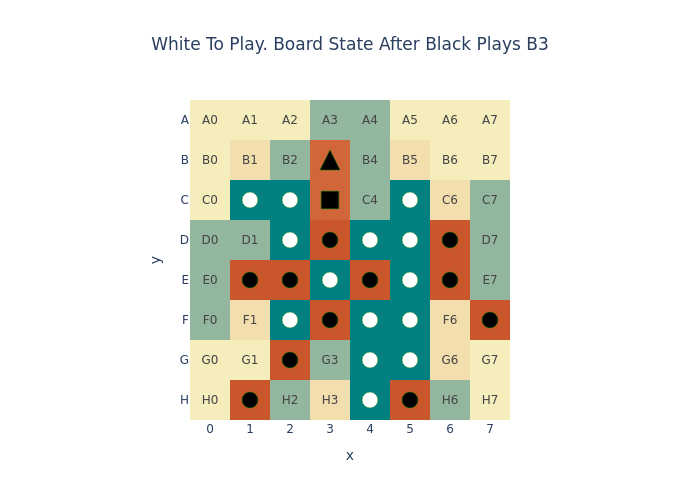 White To Play. Board State After Black Plays B3
A A0 A1 A2 A3 A4 A5 A6 A7
B B0 B1 B2 B4 B5 B6 B7
C C0 C4 C6 C7
D D0 D1 D7
y
E E0 E7
F F0 F1 F6
G G0 G1 G3 G6 G7
H H0 H2 H3 H6 H7
0 1 2 3 4 5 6 7
x